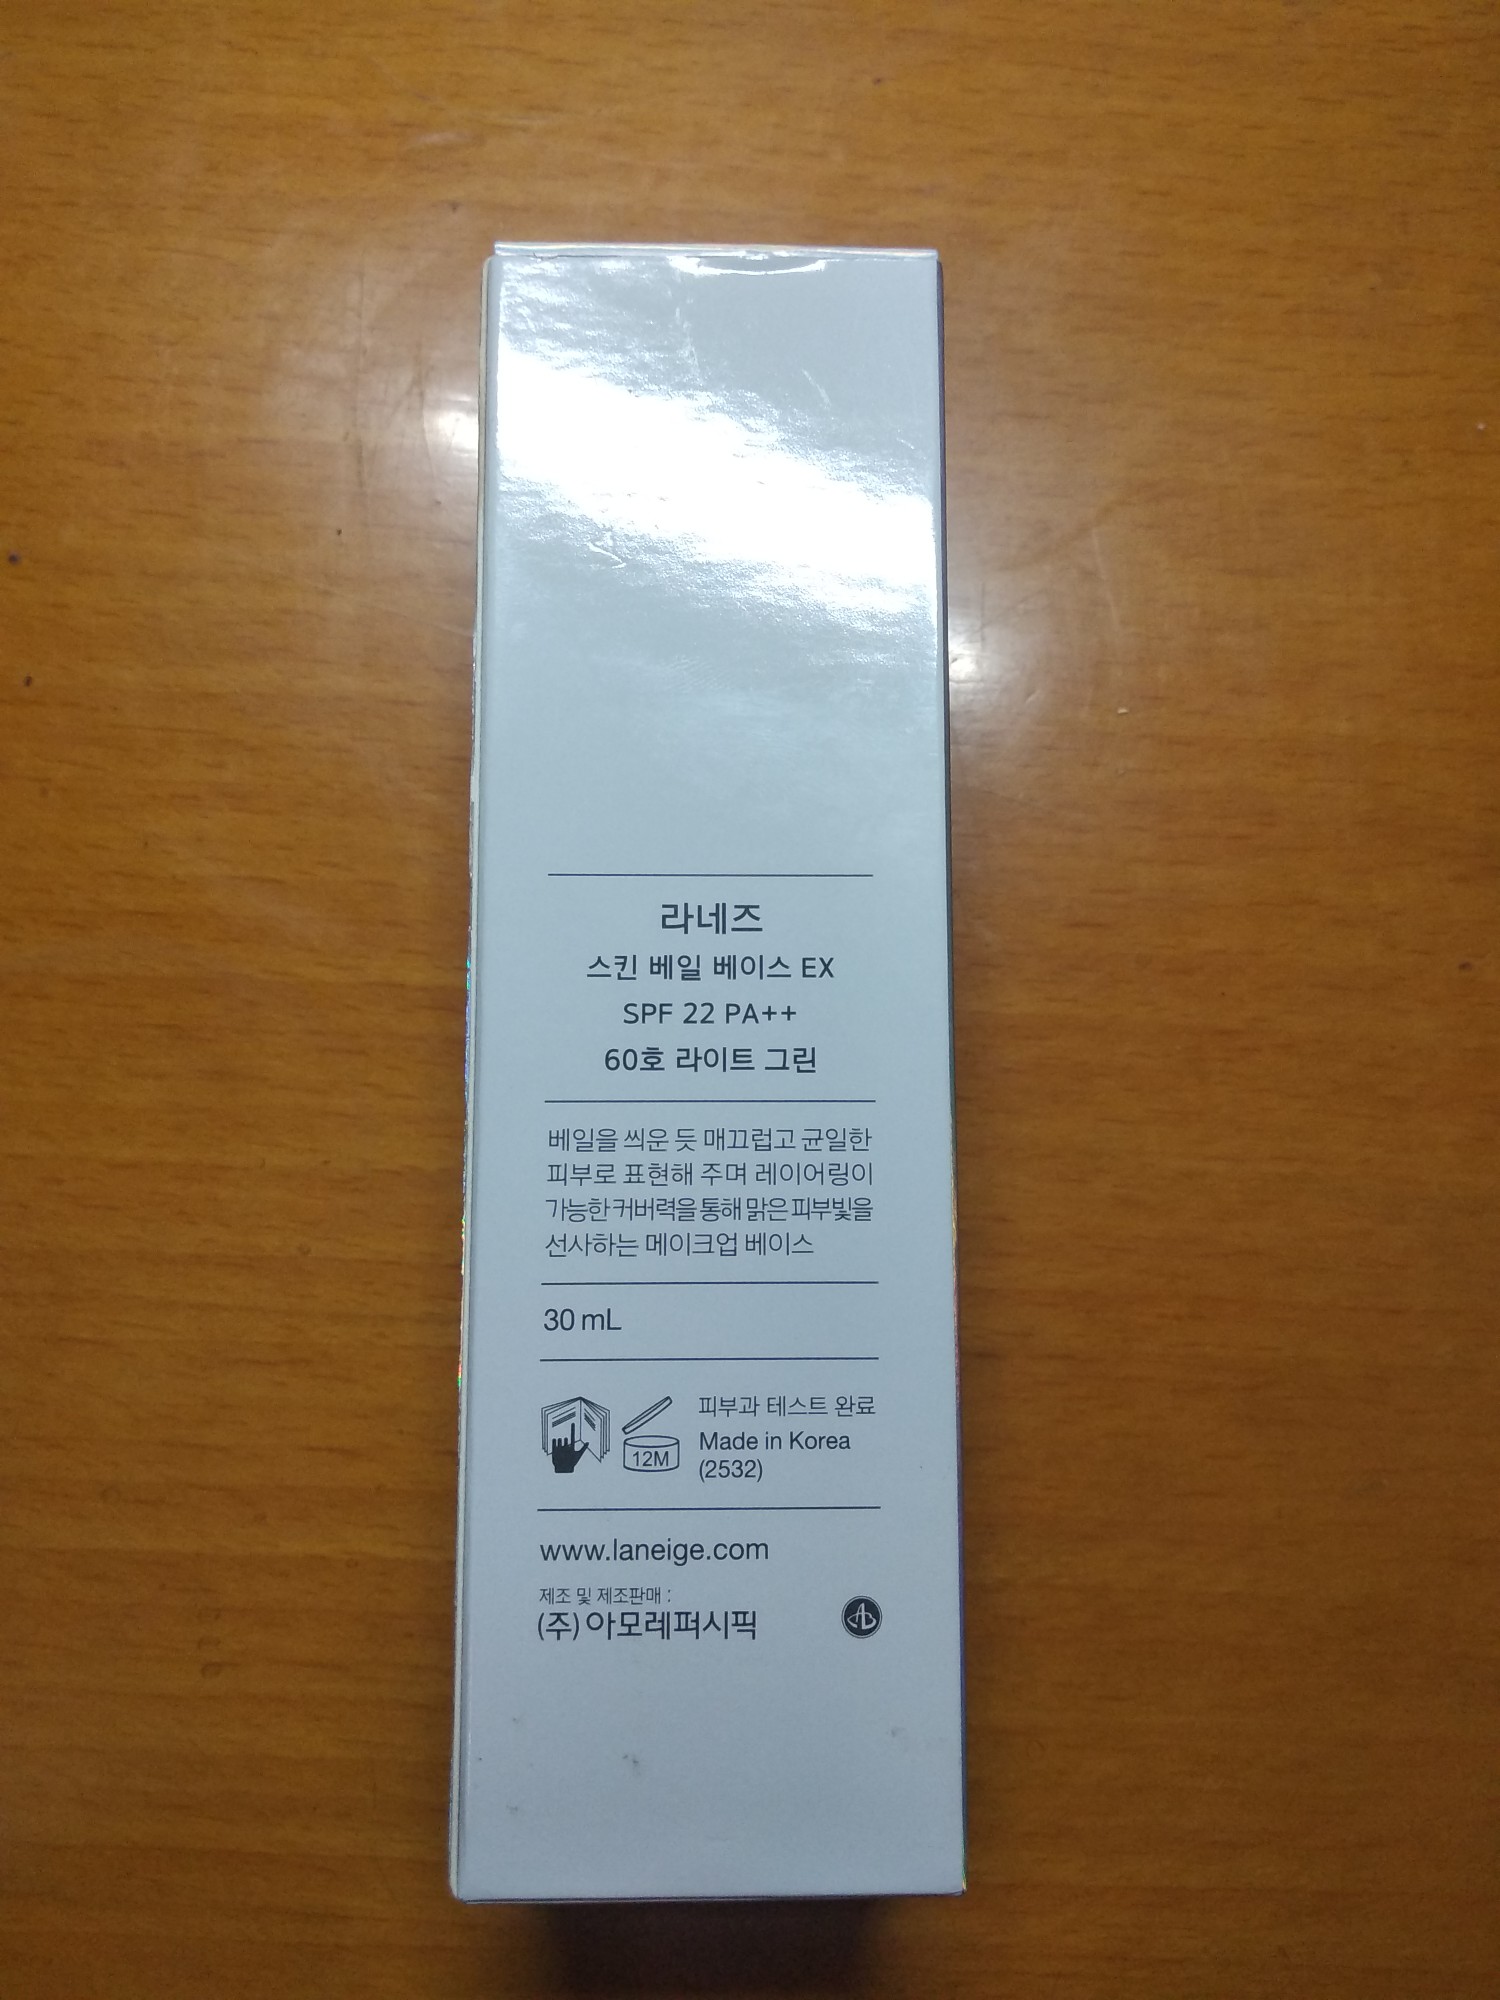 라네즈
스킨 베일 베이스 EX
SPF 22 PA++
60호 라이트 그린
베일을 씌운 듯 매끄럽고 균일한
피부로 표현해 주며 레이어링이
가능한 커버력을 통해 맑은 피부빛을
선사하는 메이크업 베이스
30 mL
12M
피부과 테스트 완료
Made in Korea
(2532)
www.laneige.com
제조 및 제조판매 :
(주)아모레퍼시픽